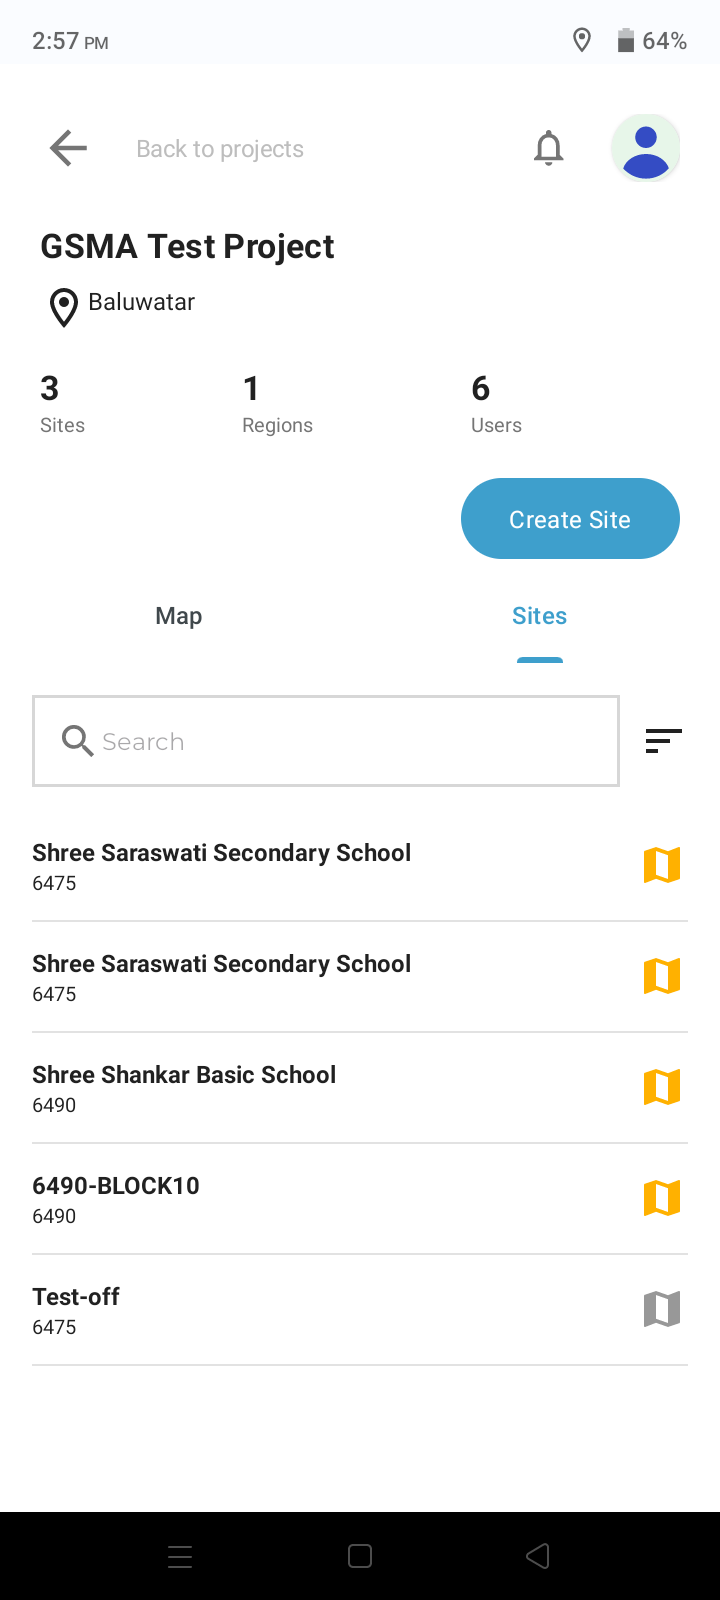 2:57 PM
64%
Back to projects
GSMA Test Project
Baluwatar
3
1
6
Sites
Regions
Users
Create Site
Map
Sites
Search
Shree Saraswati Secondary School
6475
Shree Saraswati Secondary School
6475
Shree Shankar Basic School
6490
6490-BLOCK10
6490
Test-off
6475